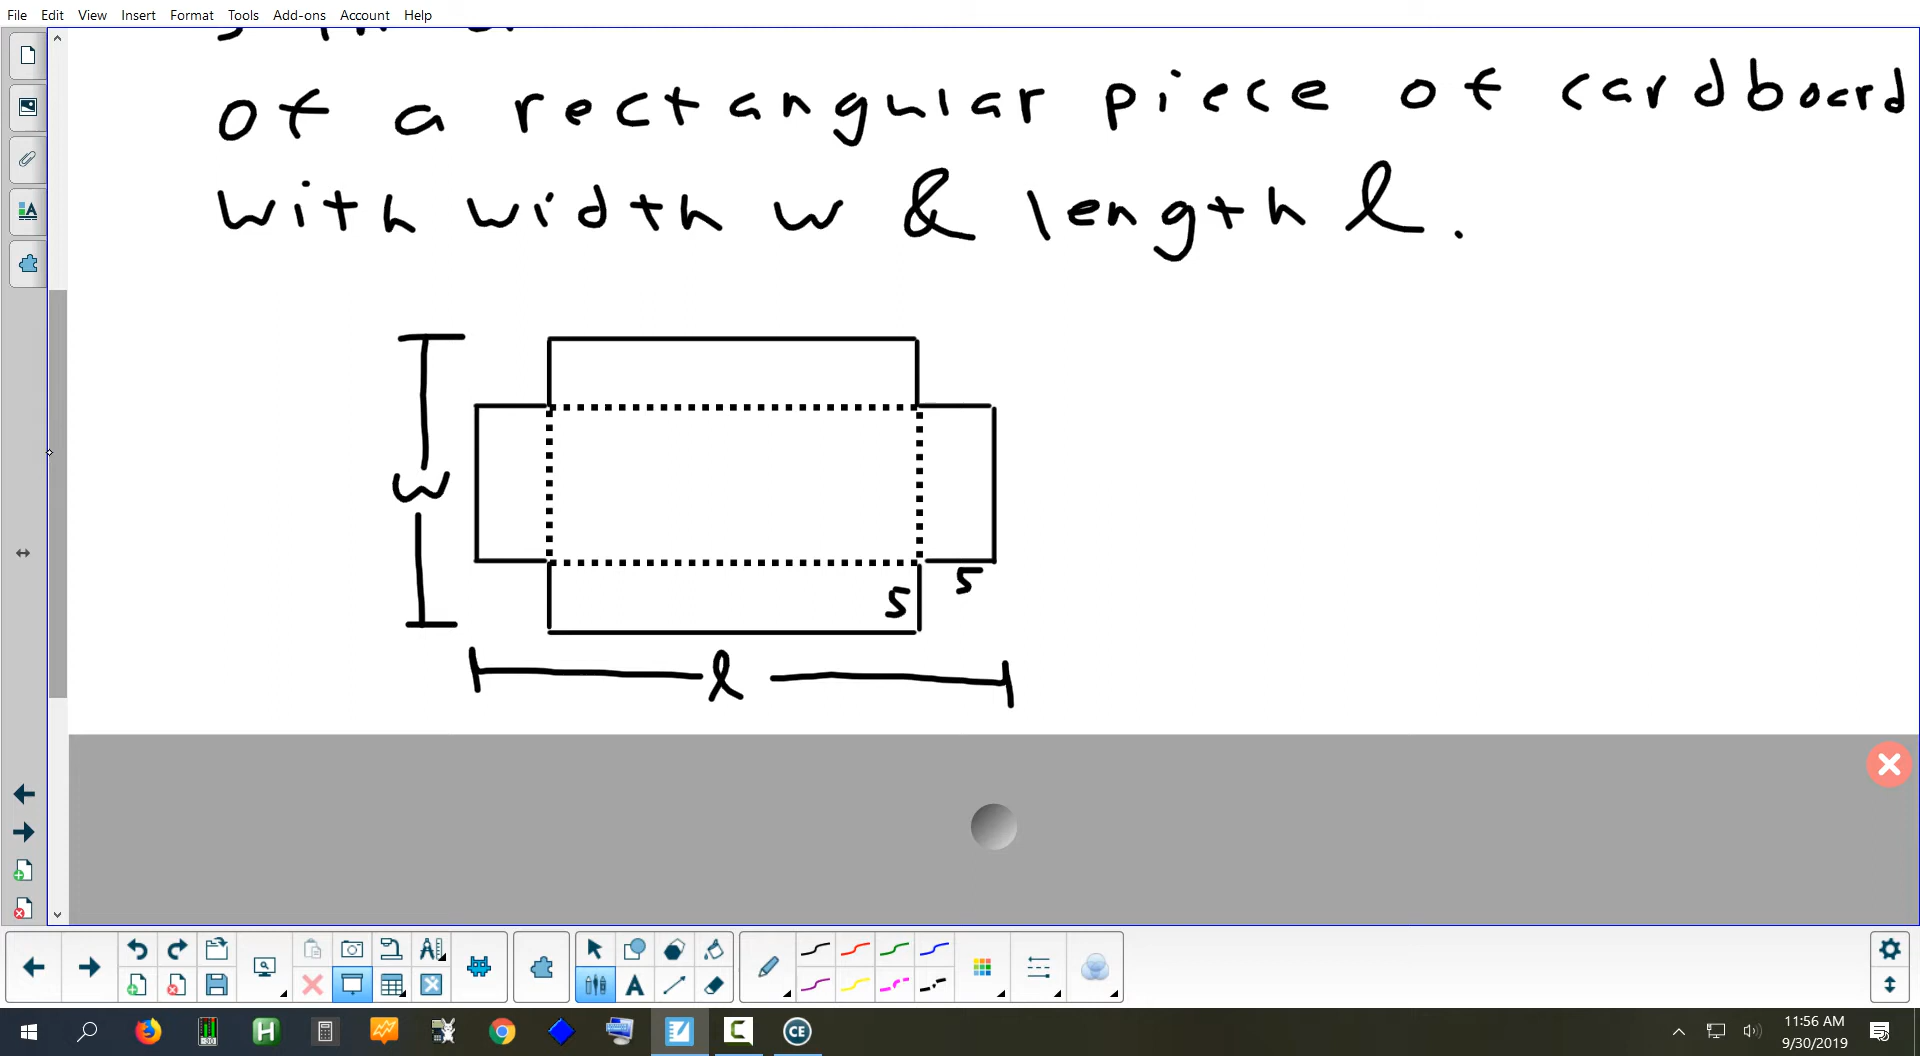 File Edit View Insert Format Tools Add-ons Account Help
of a rectangular piece of cardboard
with width w & length l.
w
5
5
l
CE
11:56 AM
9/30/2019